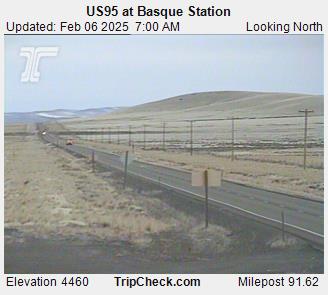 US95 at Basque Station
Updated: Feb 06 2025 7:00 AM Looking North
Elevation 4460 TripCheck.com Milepost 91.62